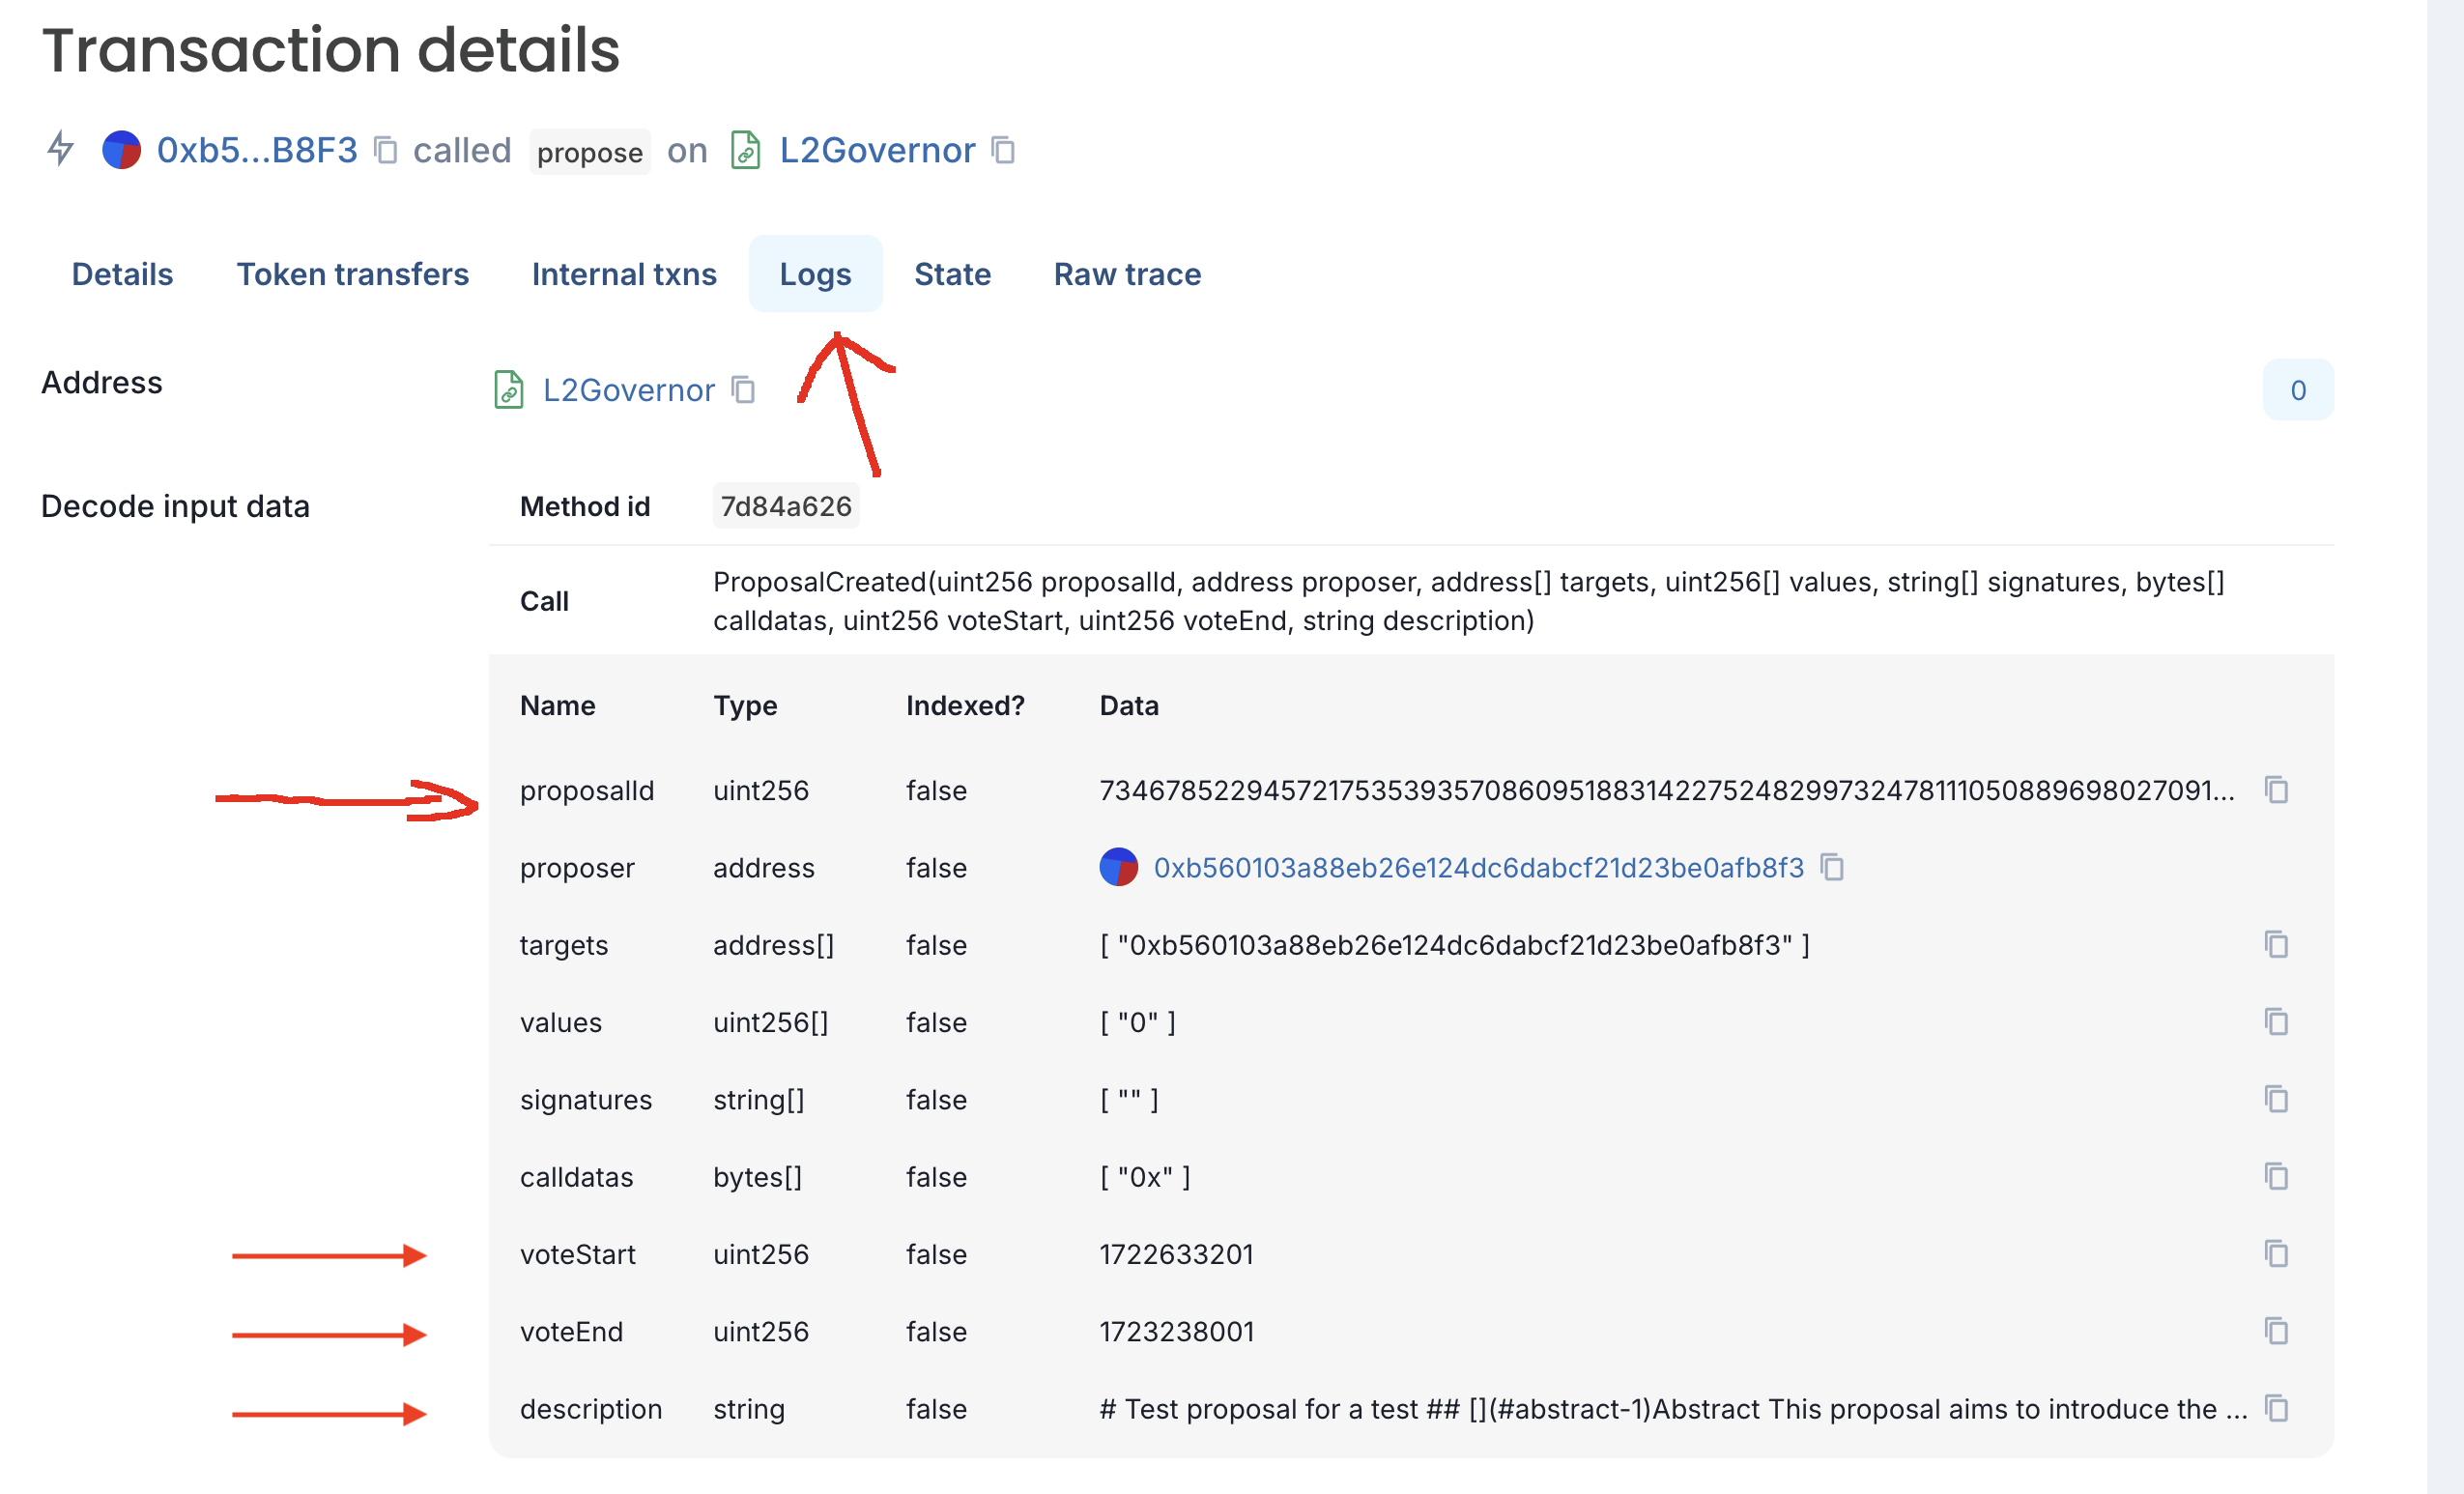 Transaction details
0xb5...B8F3 called propose on L2Governor
Details Token transfers Internal txns Logs State Raw trace
Address L2Governor 0
Decode input data Method id 7d84a626
Call ProposalCreated(uint256 proposalId, address proposer, address[] targets, uint256[] values, string[] signatures, bytes[]
calldatas, uint256 voteStart, uint256 voteEnd, string description)
Name Type Indexed? Data
proposalId uint256 false 7346785229457217535393570860951883142275248299732478111050889698027091...
proposer address false 0xb560103a88eb26e124dc6dabcf21d23be0afb8f3
targets address[] false [ "0xb560103a88eb26e124dc6dabcf21d23be0afb8f3" ]
values uint256[] false [ "0" ]
signatures string[] false [ "" ]
calldatas bytes[] false [ "0x" ]
voteStart uint256 false 1722633201
voteEnd uint256 false 1723238001
description string false # Test proposal for a test ## [](#abstract-1)Abstract This proposal aims to introduce the ...